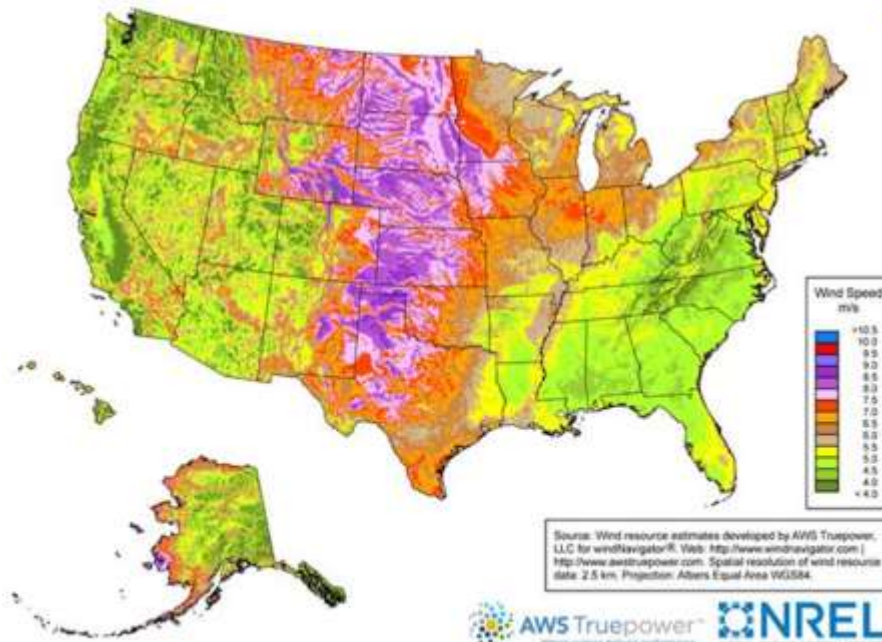 Wind Speed
m/s
>10.5
10.0
9.5
9.0
8.5
8.0
7.5
7.0
6.5
6.0
5.5
5.0
4.5
4.0
< 4.0
Source: Wind resource estimates developed by AWS Truepower,
LLC for windNavigator®. Web: http://www.windnavigator.com |
http://www.awstruepower.com. Spatial resolution of wind resource
data: 2.5 km. Projection: Albers Equal Area WGS84.
AWS Truepower™
NREL